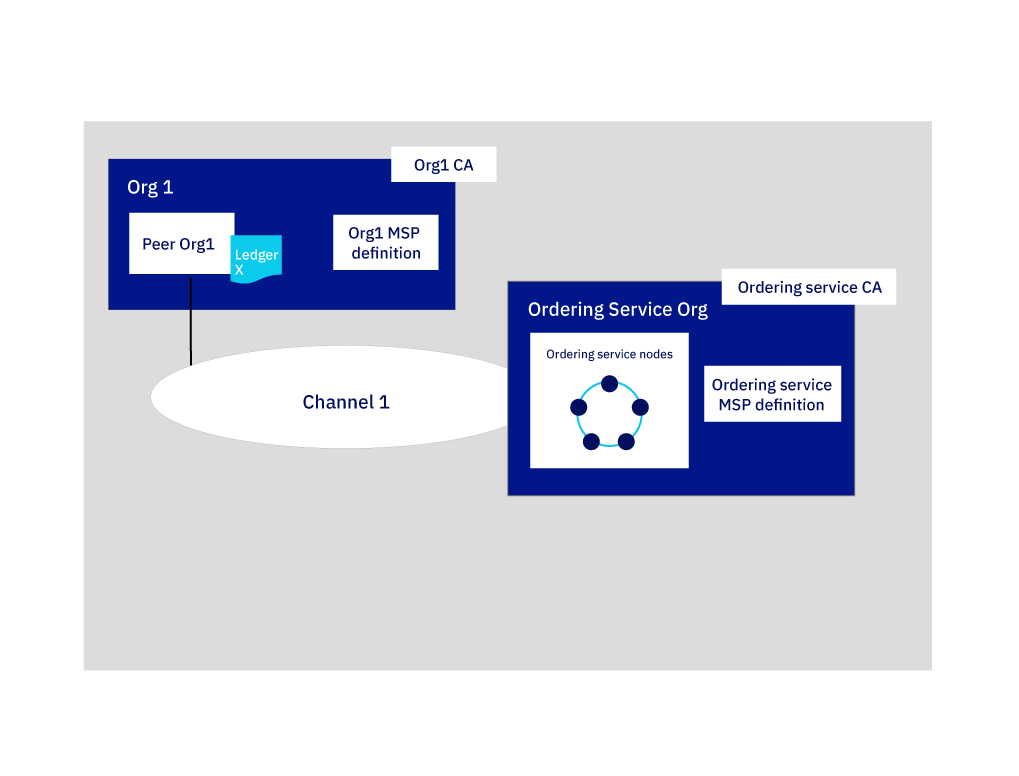 Org1 CA
Org 1
Peer Org1
Ledger
X
Org1 MSP
definition
Ordering service CA
Ordering Service Org
Ordering service nodes
Ordering service
MSP definition
Channel 1